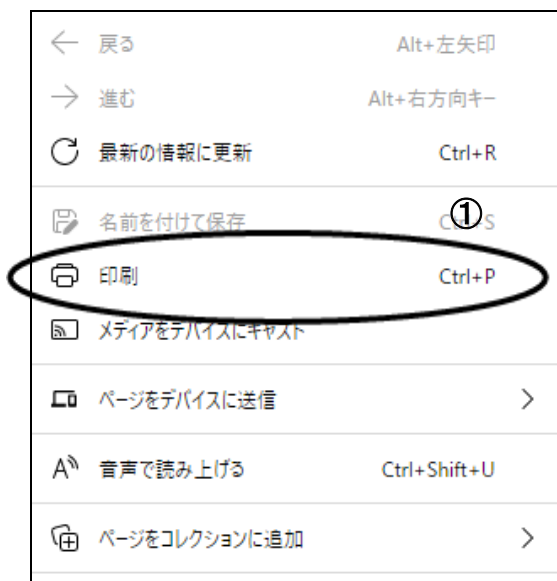 戻る Alt+左矢印
進む Alt+右方向キー
最新の情報に更新 Ctrl+R
①
名前を付けて保存 Ctrl+S
印刷 Ctrl+P
メディアをデバイスにキャスト
ページをデバイスに送信
音声で読み上げる Ctrl+Shift+U
ページをコレクションに追加